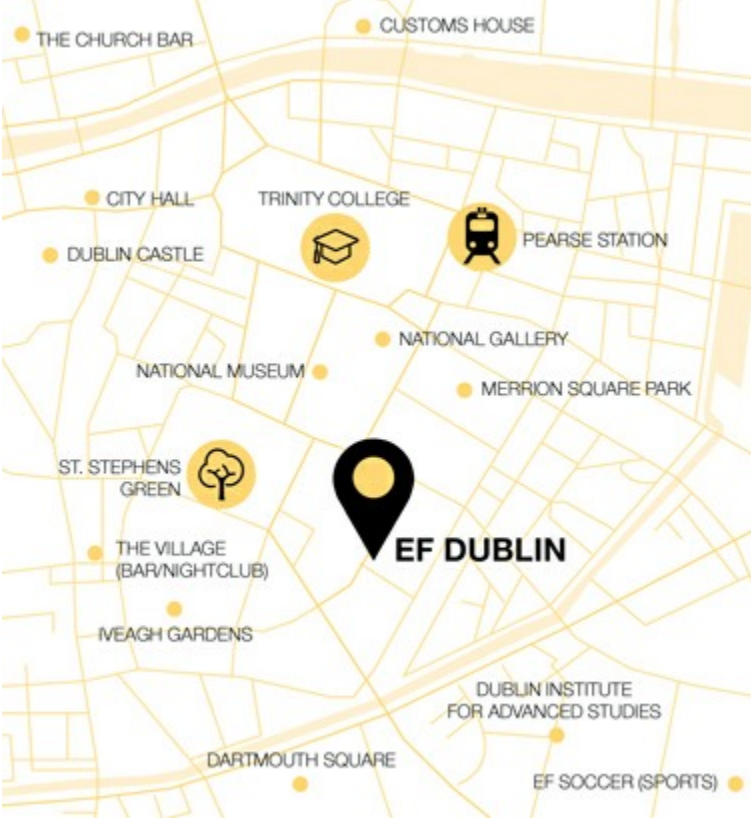 CUSTOMS HOUSE
THE CHURCH BAR
CITY HALL
TRINITY COLLEGE
PEARSE STATION
DUBLIN CASTLE
NATIONAL GALLERY
NATIONAL MUSEUM
MERRION SQUARE PARK
ST. STEPHENS
GREEN
EF DUBLIN
THE VILLAGE
(BAR/NIGHTCLUB)
IVEAGH GARDENS
DUBLIN INSTITUTE
FOR ADVANCED STUDIES
DARTMOUTH SQUARE
EF SOCCER (SPORTS)